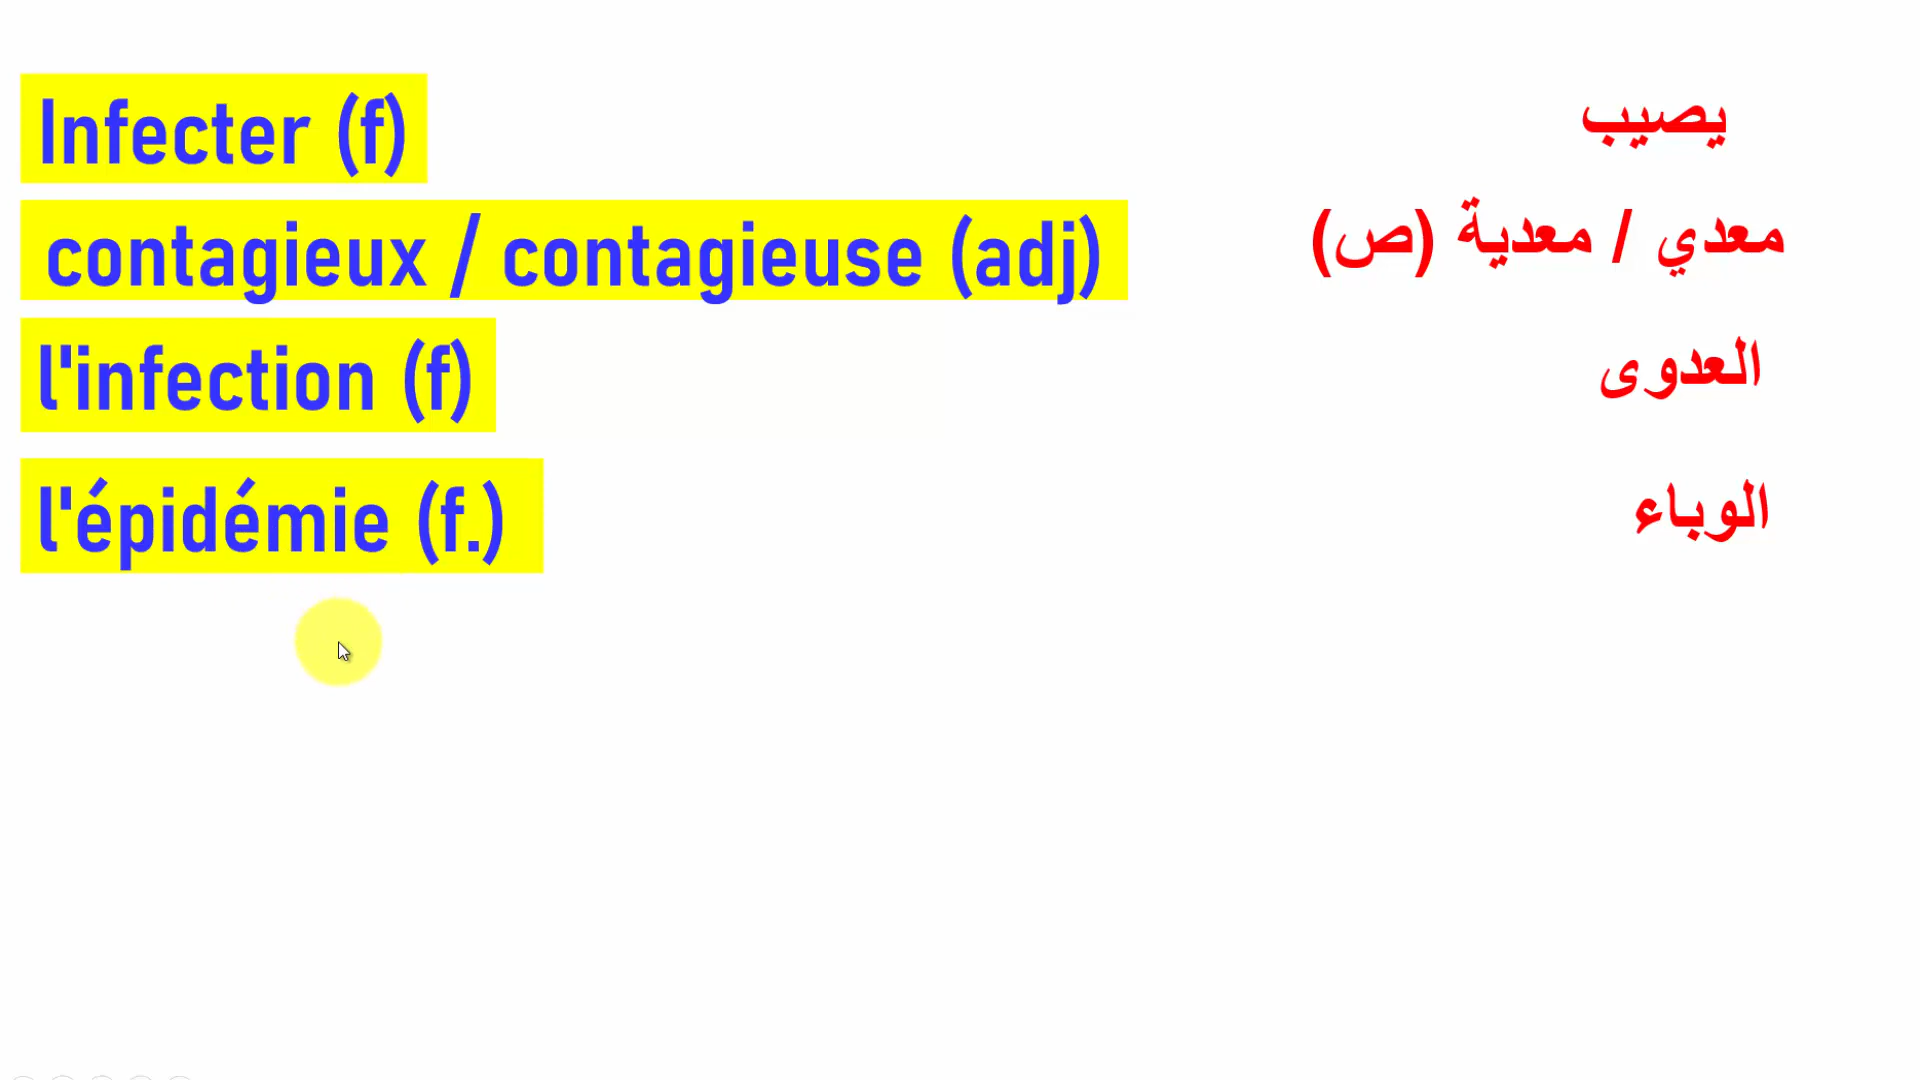 Infecter (f) يصيب
contagieux / contagieuse (adj) معدي / معدية (ص)
l'infection (f) العدوى
l'épidémie (f.) الوباء